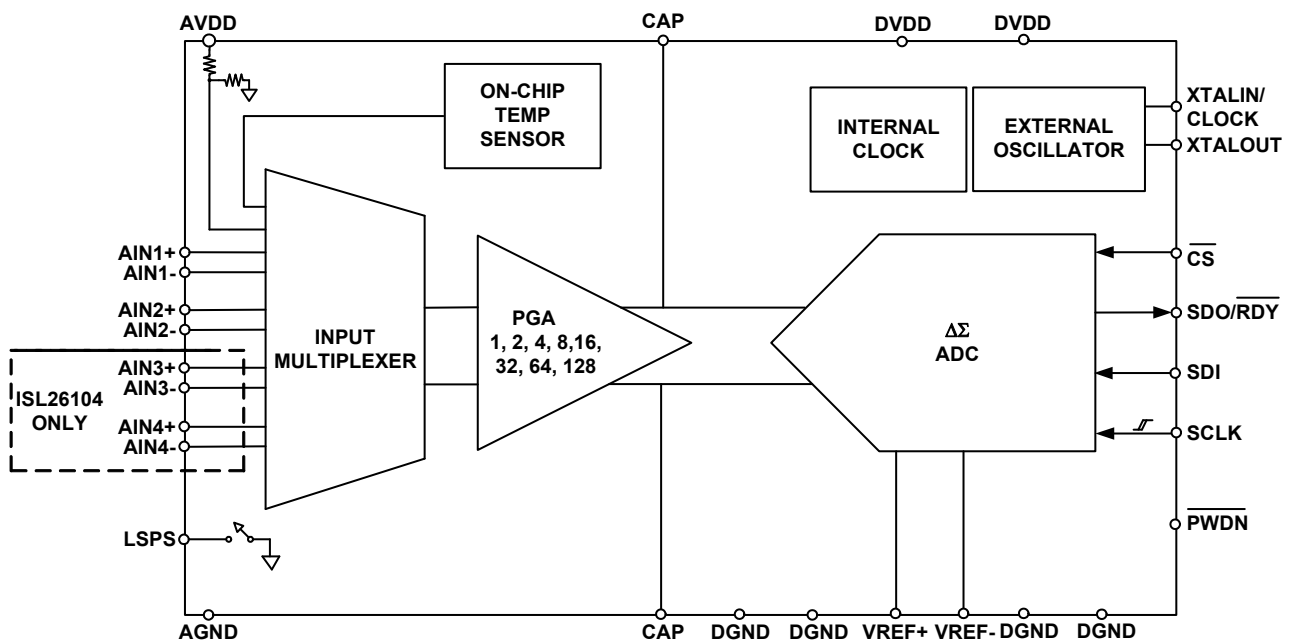 AVDD
CAP
DVDD
DVDD
ON-CHIP
TEMP
SENSOR
INTERNAL
CLOCK
EXTERNAL
OSCILLATOR
XTALIN/
CLOCK
XTALOUT
AIN1+
AIN1-
AIN2+
AIN2-
AIN3+
AIN3-
AIN4+
AIN4-
ISL26104
ONLY
INPUT
MULTIPLEXER
PGA
1, 2, 4, 8,16,
32, 64, 128
ΔΣ
ADC
CS
SDO/RDY
SDI
SCLK
PWDN
LSPS
AGND
CAP
DGND
DGND
VREF+
VREF-
DGND
DGND